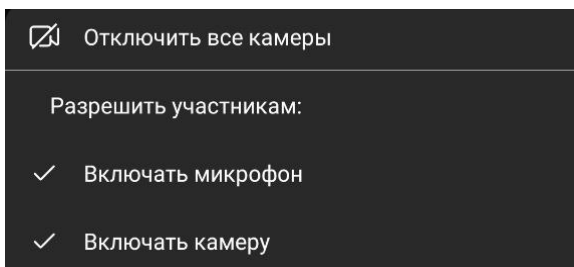 Отключить все камеры
Разрешить участникам:
Включать микрофон
Включать камеру